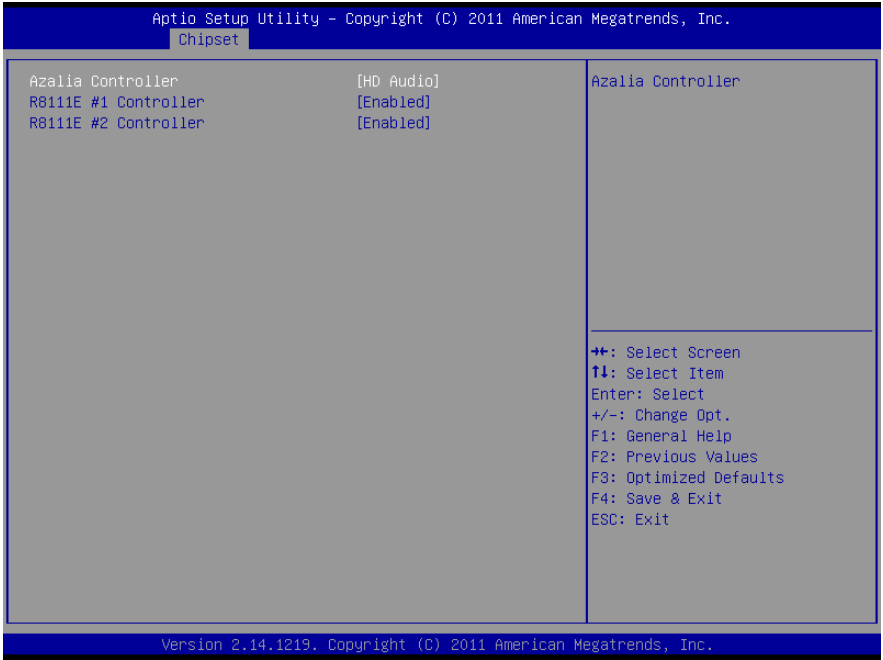 Aptio Setup Utility – Copyright (C) 2011 American Megatrends, Inc.
Chipset
Azalia Controller [HD Audio]
R8111E #1 Controller [Enabled]
R8111E #2 Controller [Enabled]
Azalia Controller
→←: Select Screen
↑↓: Select Item
Enter: Select
+/-: Change Opt.
F1: General Help
F2: Previous Values
F3: Optimized Defaults
F4: Save & Exit
ESC: Exit
Version 2.14.1219. Copyright (C) 2011 American Megatrends, Inc.